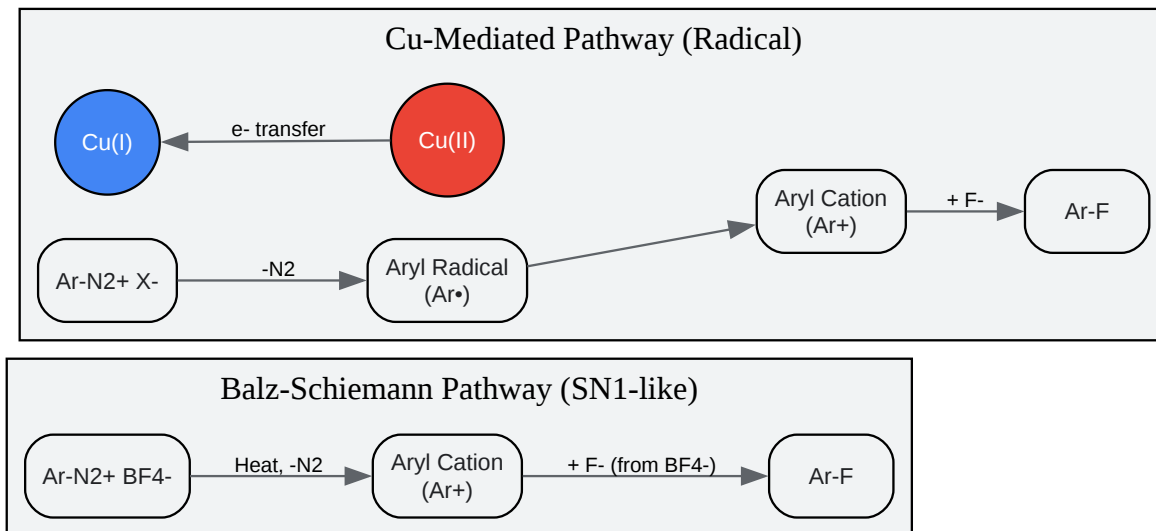 Cu-Mediated Pathway (Radical)
Cu(I)
e- transfer
Cu(II)
Ar-N2+ X-
-N2
Aryl Radical
(Ar•)
Aryl Cation
(Ar+)
+ F-
Ar-F
Balz-Schiemann Pathway (SN1-like)
Ar-N2+ BF4-
Heat, -N2
Aryl Cation
(Ar+)
+ F- (from BF4-)
Ar-F